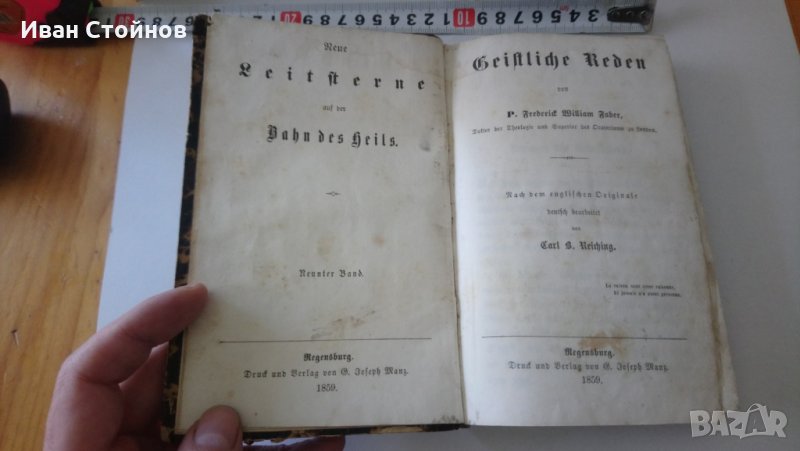 Иван Стойнов
Neue
Leitsterne
auf der
Bahn des Heils.
Neunter Band.
Regensburg.
Druck und Verlag von G. Joseph Manz.
1859.
Geistliche Reden
von
P. Frederick William Faber,
Doktor der Theologie und Superior des Oratoriums zu London.
Nach dem englischen Originale
deutsch bearbeitet
von
Carl B. Reiching.
Regensburg.
Druck und Verlag von G. Joseph Manz.
1859.
BAZAR